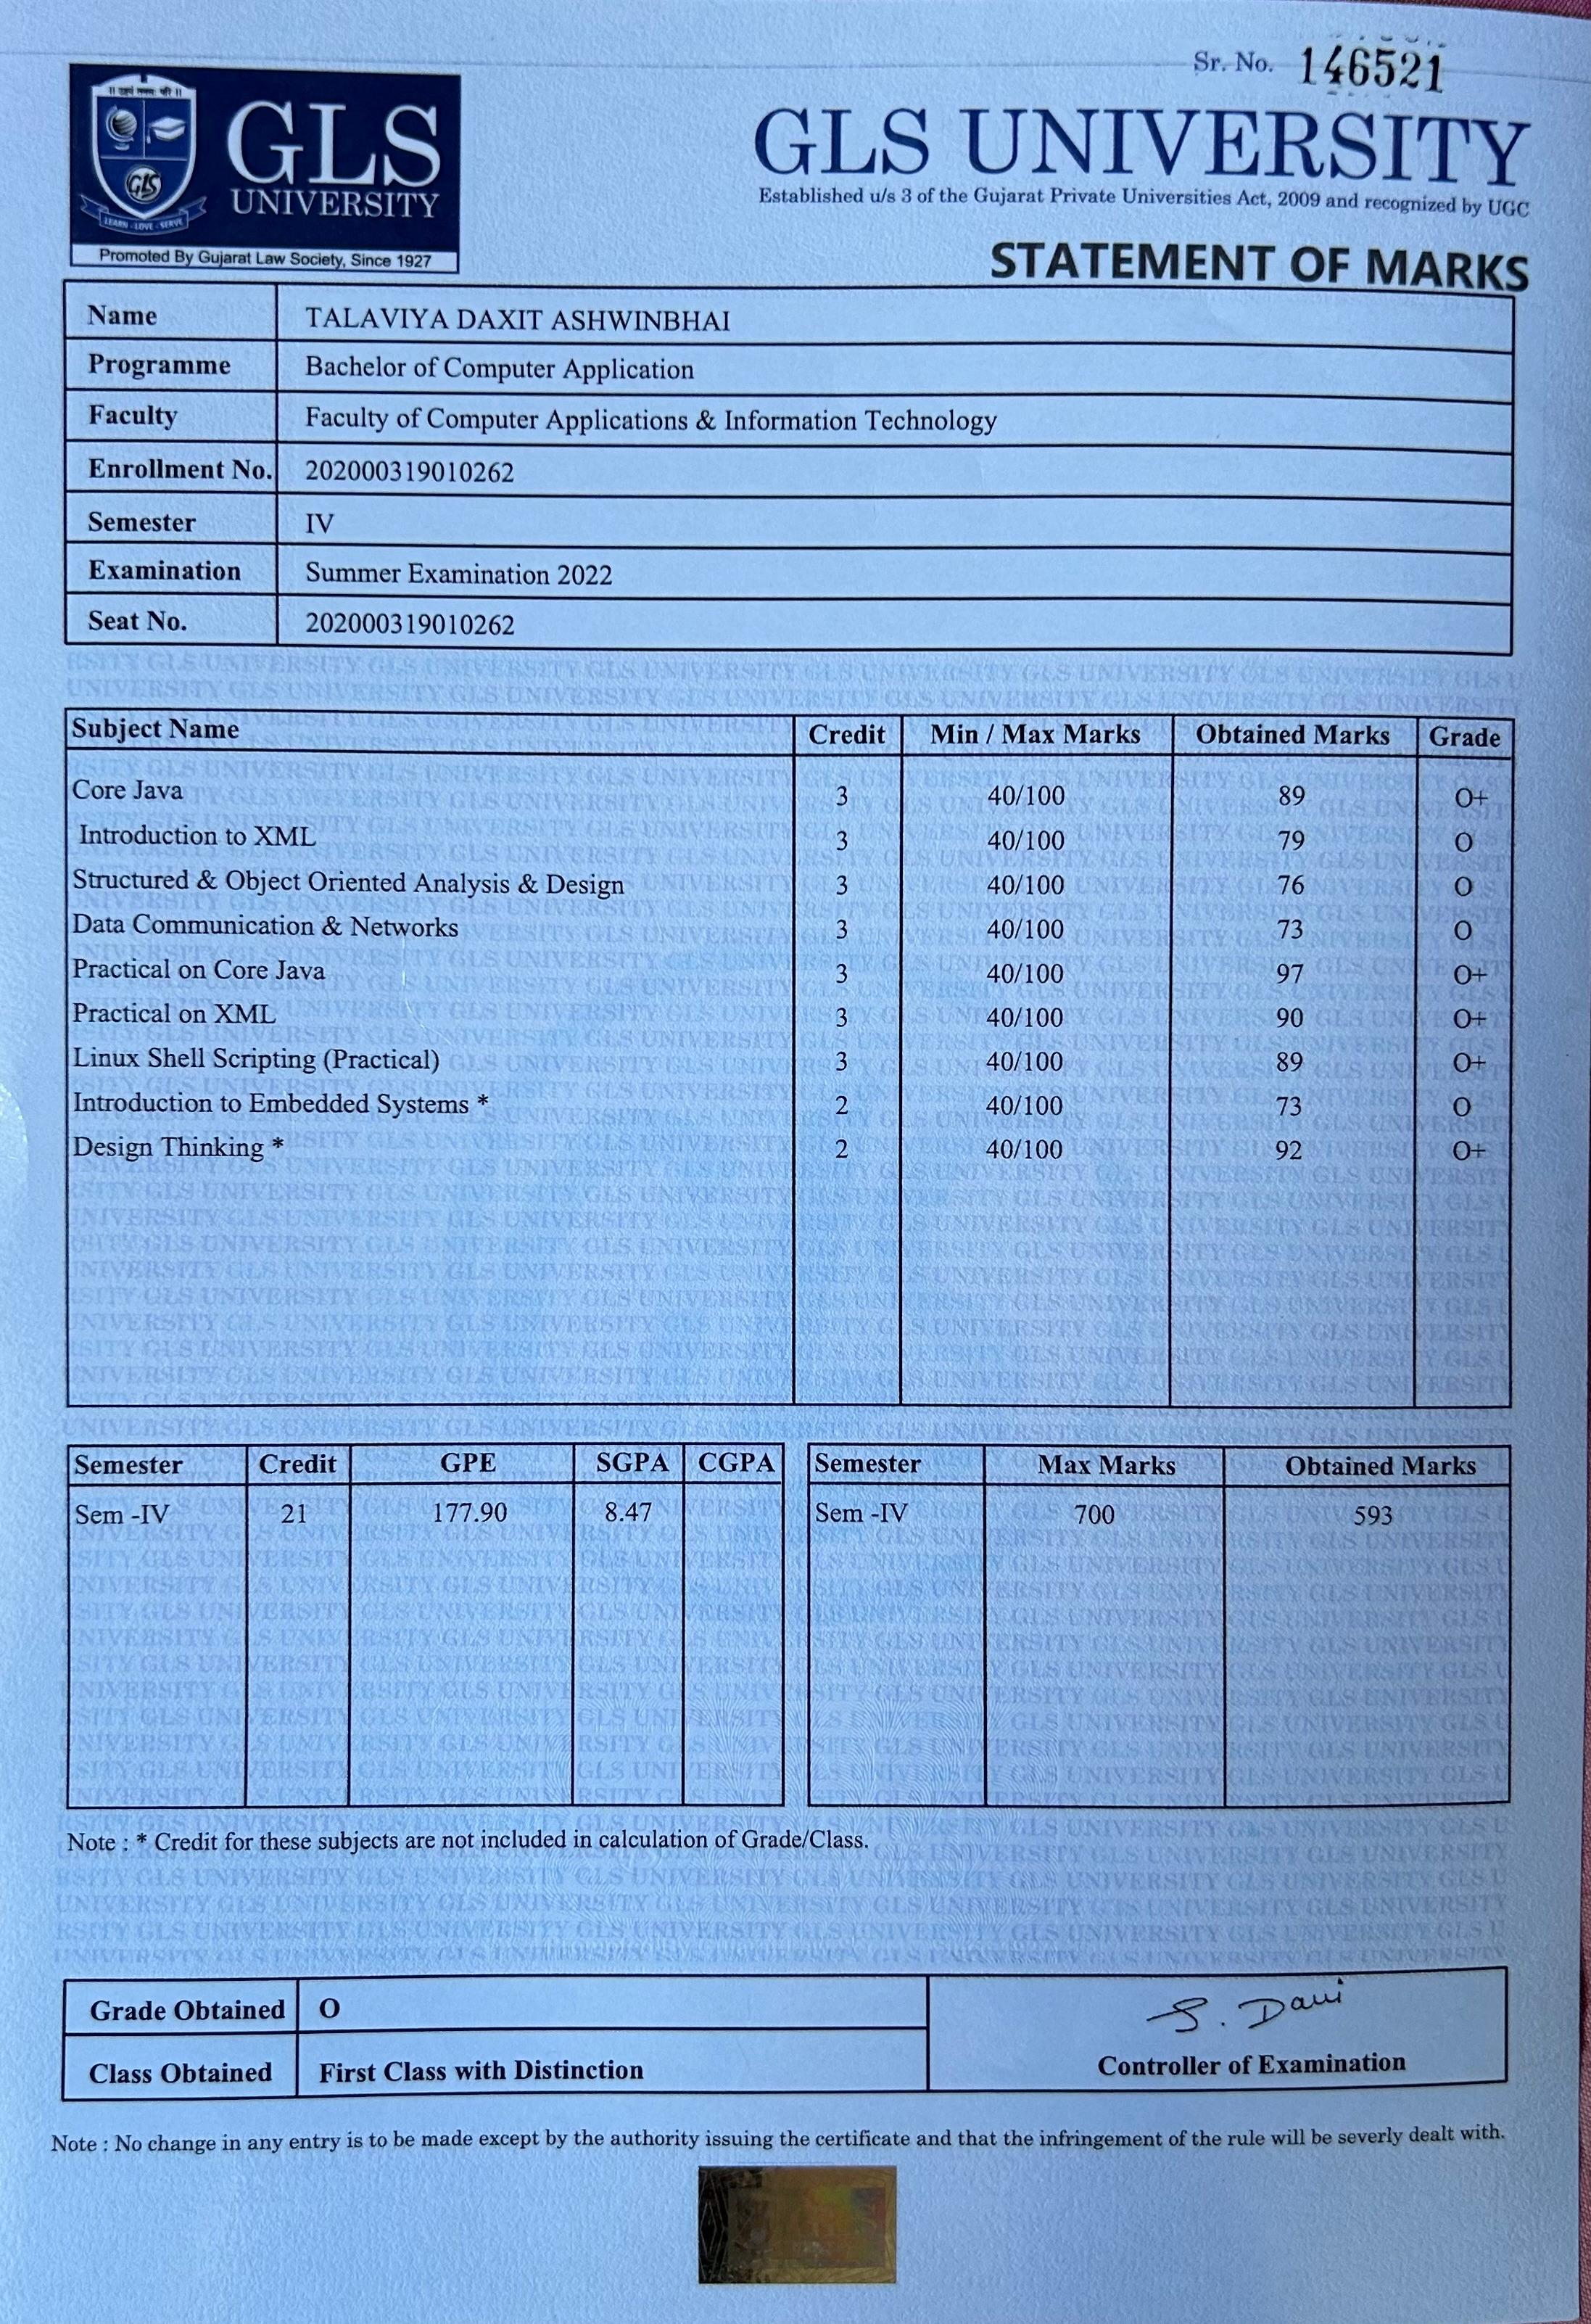 Sr. No. 146521
GLS
UNIVERSITY
GLS
LEARN - LOVE - SERVE
Promoted By Gujarat Law Society, Since 1927
GLS UNIVERSITY
Established u/s 3 of the Gujarat Private Universities Act, 2009 and recognized by UGC
STATEMENT OF MARKS
Name TALAVIYA DAXIT ASHWINBHAI
Programme Bachelor of Computer Application
Faculty Faculty of Computer Applications & Information Technology
Enrollment No. 202000319010262
Semester IV
Examination Summer Examination 2022
Seat No. 202000319010262
Subject Name Credit Min / Max Marks Obtained Marks Grade
Core Java 3 40/100 89 O+
Introduction to XML 3 40/100 79 O
Structured & Object Oriented Analysis & Design 3 40/100 76 O
Data Communication & Networks 3 40/100 73 O
Practical on Core Java 3 40/100 97 O+
Practical on XML 3 40/100 90 O+
Linux Shell Scripting (Practical) 3 40/100 89 O+
Introduction to Embedded Systems * 2 40/100 73 O
Design Thinking * 2 40/100 92 O+
Semester Credit GPE SGPA CGPA
Sem -IV 21 177.90 8.47
Semester Max Marks Obtained Marks
Sem -IV 700 593
Note : * Credit for these subjects are not included in calculation of Grade/Class.
Grade Obtained O
Class Obtained First Class with Distinction
Controller of Examination
Note : No change in any entry is to be made except by the authority issuing the certificate and that the infringement of the rule will be severly dealt with.